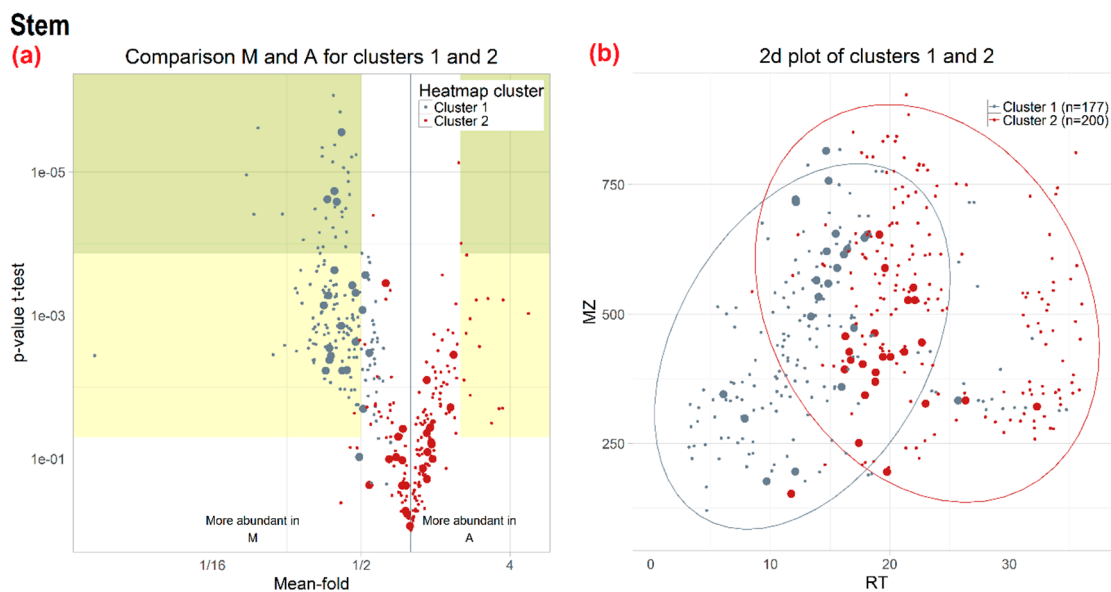 Stem
(a)
Comparison M and A for clusters 1 and 2
Heatmap cluster
Cluster 1
Cluster 2
1e-05
1e-03
1e-01
p-value t-test
More abundant in
M
More abundant in
A
1/16
1/2
4
Mean-fold
(b)
2d plot of clusters 1 and 2
Cluster 1 (n=177)
Cluster 2 (n=200)
750
500
250
MZ
0
10
20
30
RT